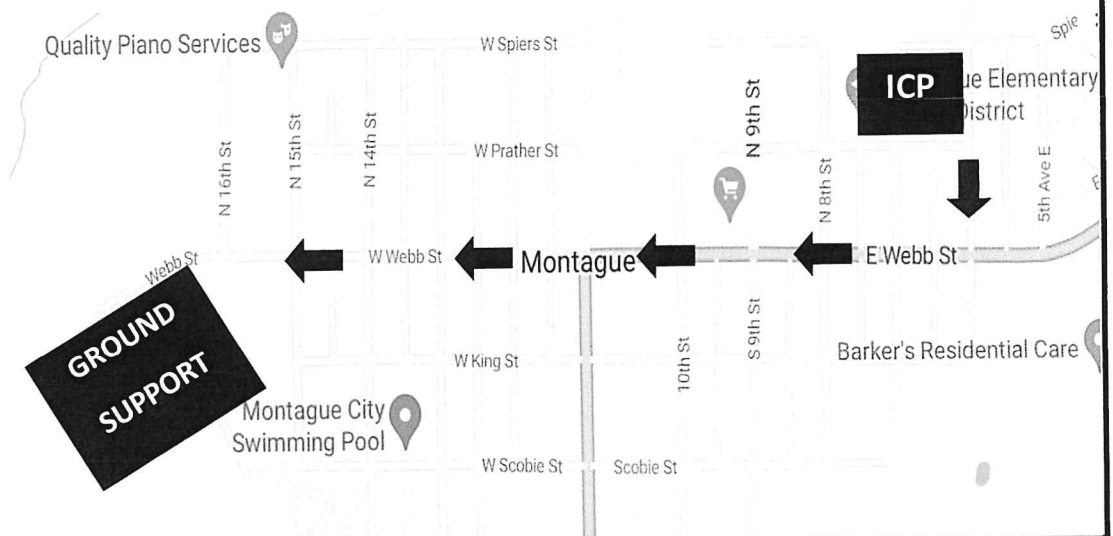 Quality Piano Services
W Spiers St
Spie
ICP
ue Elementary
District
N 9th St
N 16th St
N 15th St
N 14th St
W Prather St
N 8th St
5th Ave E
Webb St
W Webb St
Montague
E Webb St
GROUND
SUPPORT
W King St
10th St
S 9th St
Barker's Residential Care
Montague City
Swimming Pool
W Scobie St
Scobie St